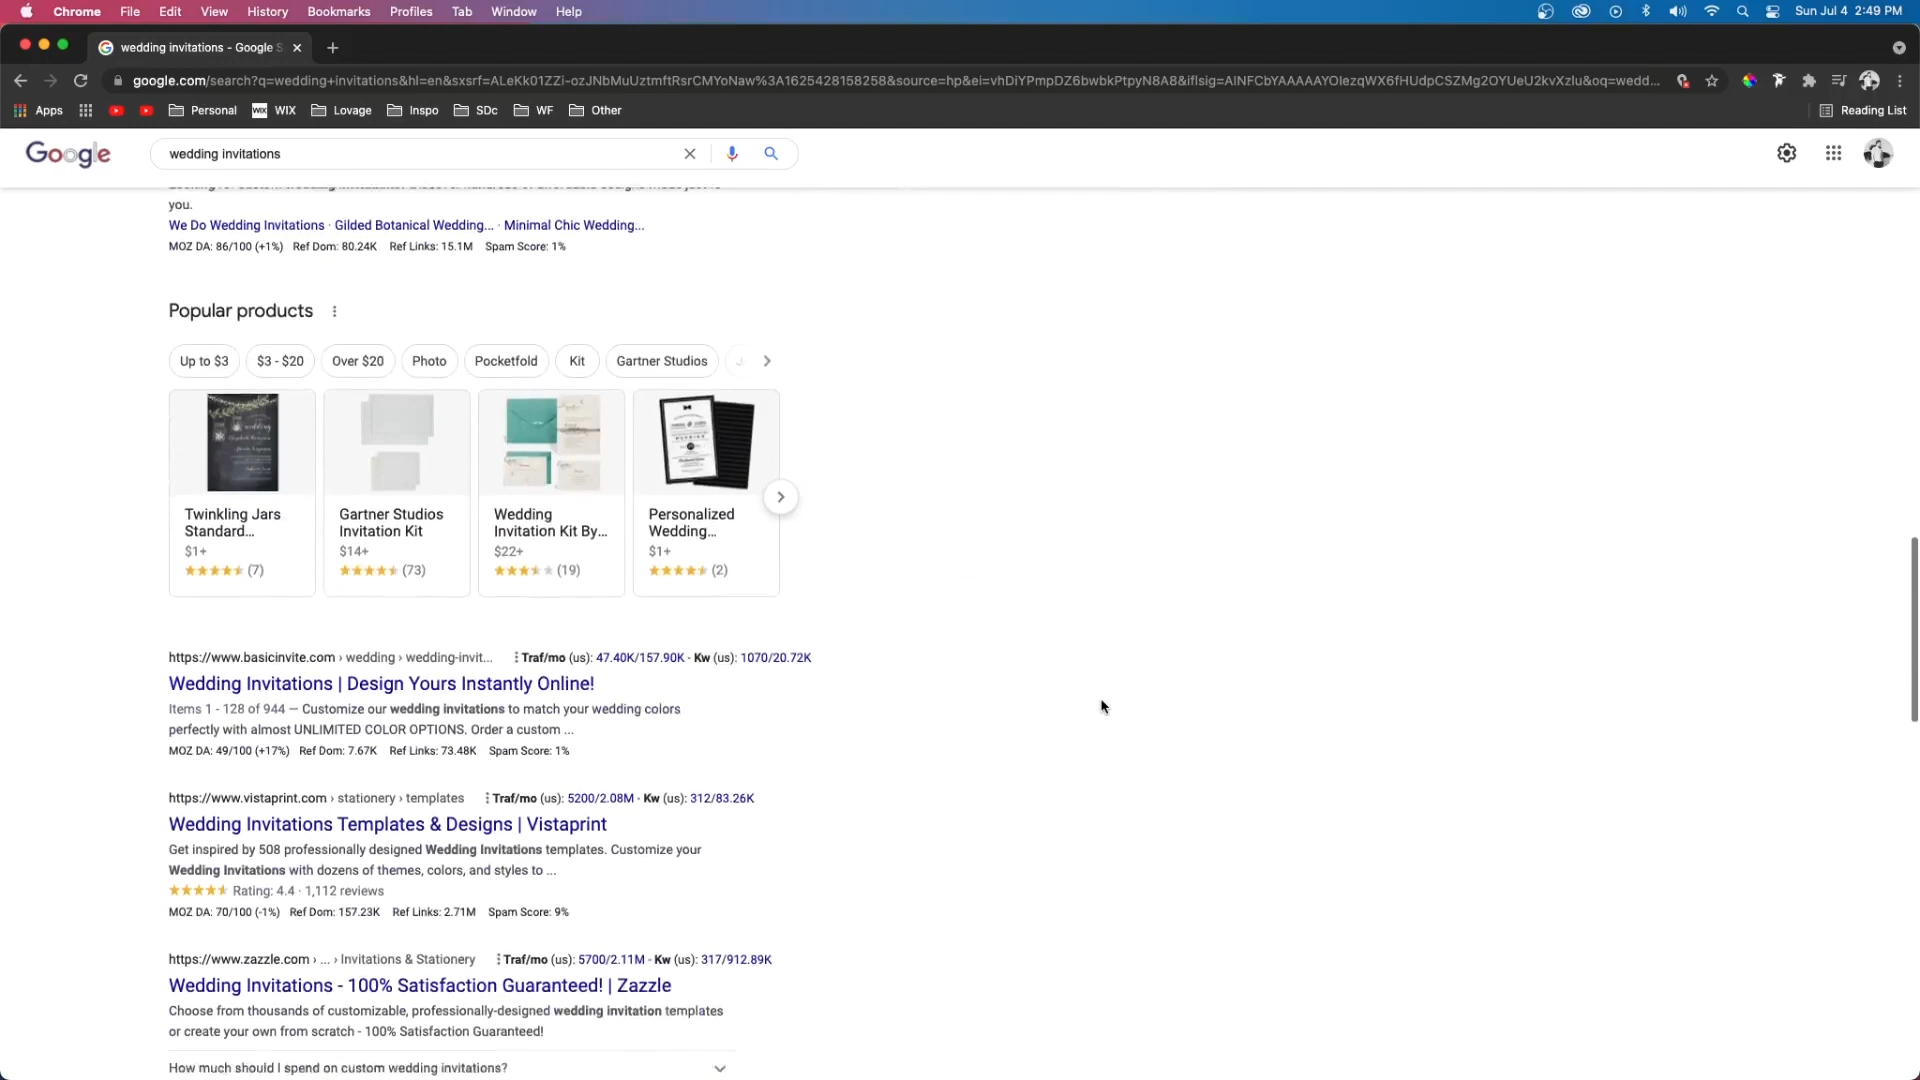 Chrome File Edit View History Bookmarks Profiles Tab Window Help Sun Jul 4 2:49 PM
wedding invitations - Google S
google.com/search?q=wedding+invitations&hl=en&sxsrf=ALeKk01ZZi-ozJNbMuUztmftRsrCMYoNaw%3A1625428158258&source=hp&ei=vhDiYPmpDZ6bwbkPtpyN8A8&iflsig=AINFCbYAAAAAYOIezqWX6fHUdpCSZMg2OYUeU2kvXzlu&oq=wedd...
Apps Personal WIX WIX Lovage Inspo SDc WF Other Reading List
Google wedding invitations
you.
We Do Wedding Invitations · Gilded Botanical Wedding... · Minimal Chic Wedding...
MOZ DA: 86/100 (+1%) Ref Dom: 80.24K Ref Links: 15.1M Spam Score: 1%
Popular products
Up to $3 $3 - $20 Over $20 Photo Pocketfold Kit Gartner Studios
Twinkling Jars Standard...
$1+
(7)
Gartner Studios Invitation Kit
$14+
(73)
Wedding Invitation Kit By...
$22+
(19)
Personalized Wedding...
$1+
(2)
https://www.basicinvite.com › wedding › wedding-invit... Traf/mo (us): 47.40K/157.90K - Kw (us): 1070/20.72K
Wedding Invitations | Design Yours Instantly Online!
Items 1 - 128 of 944 — Customize our wedding invitations to match your wedding colors
perfectly with almost UNLIMITED COLOR OPTIONS. Order a custom ...
MOZ DA: 49/100 (+17%) Ref Dom: 7.67K Ref Links: 73.48K Spam Score: 1%
https://www.vistaprint.com › stationery › templates Traf/mo (us): 5200/2.08M - Kw (us): 312/83.26K
Wedding Invitations Templates & Designs | Vistaprint
Get inspired by 508 professionally designed Wedding Invitations templates. Customize your
Wedding Invitations with dozens of themes, colors, and styles to ...
Rating: 4.4 · 1,112 reviews
MOZ DA: 70/100 (-1%) Ref Dom: 157.23K Ref Links: 2.71M Spam Score: 9%
https://www.zazzle.com › ... › Invitations & Stationery Traf/mo (us): 5700/2.11M - Kw (us): 317/912.89K
Wedding Invitations - 100% Satisfaction Guaranteed! | Zazzle
Choose from thousands of customizable, professionally-designed wedding invitation templates
or create your own from scratch - 100% Satisfaction Guaranteed!
How much should I spend on custom wedding invitations?